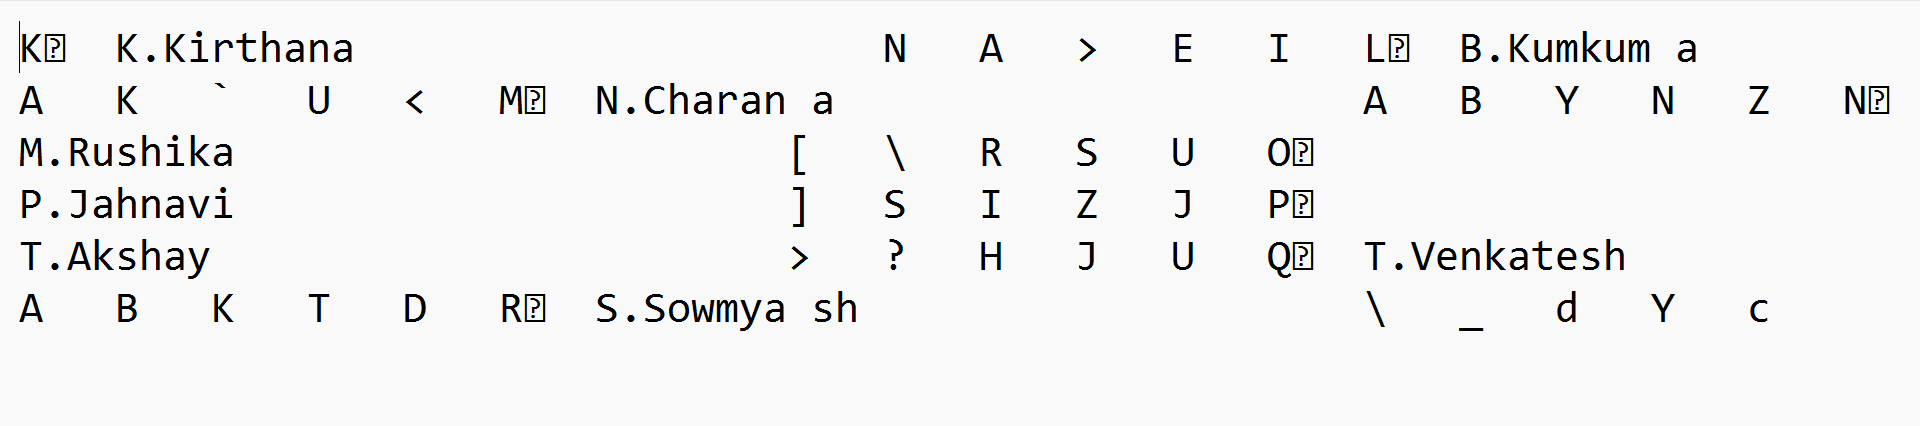 K� K.Kirthana N A > E I L� B.Kumkum a
A K ` U < M� N.Charan a A B Y N Z N�
M.Rushika [ \ R S U O�
P.Jahnavi ] S I Z J P�
T.Akshay > ? H J U Q� T.Venkatesh
A B K T D R� S.Sowmya sh \ _ d Y c